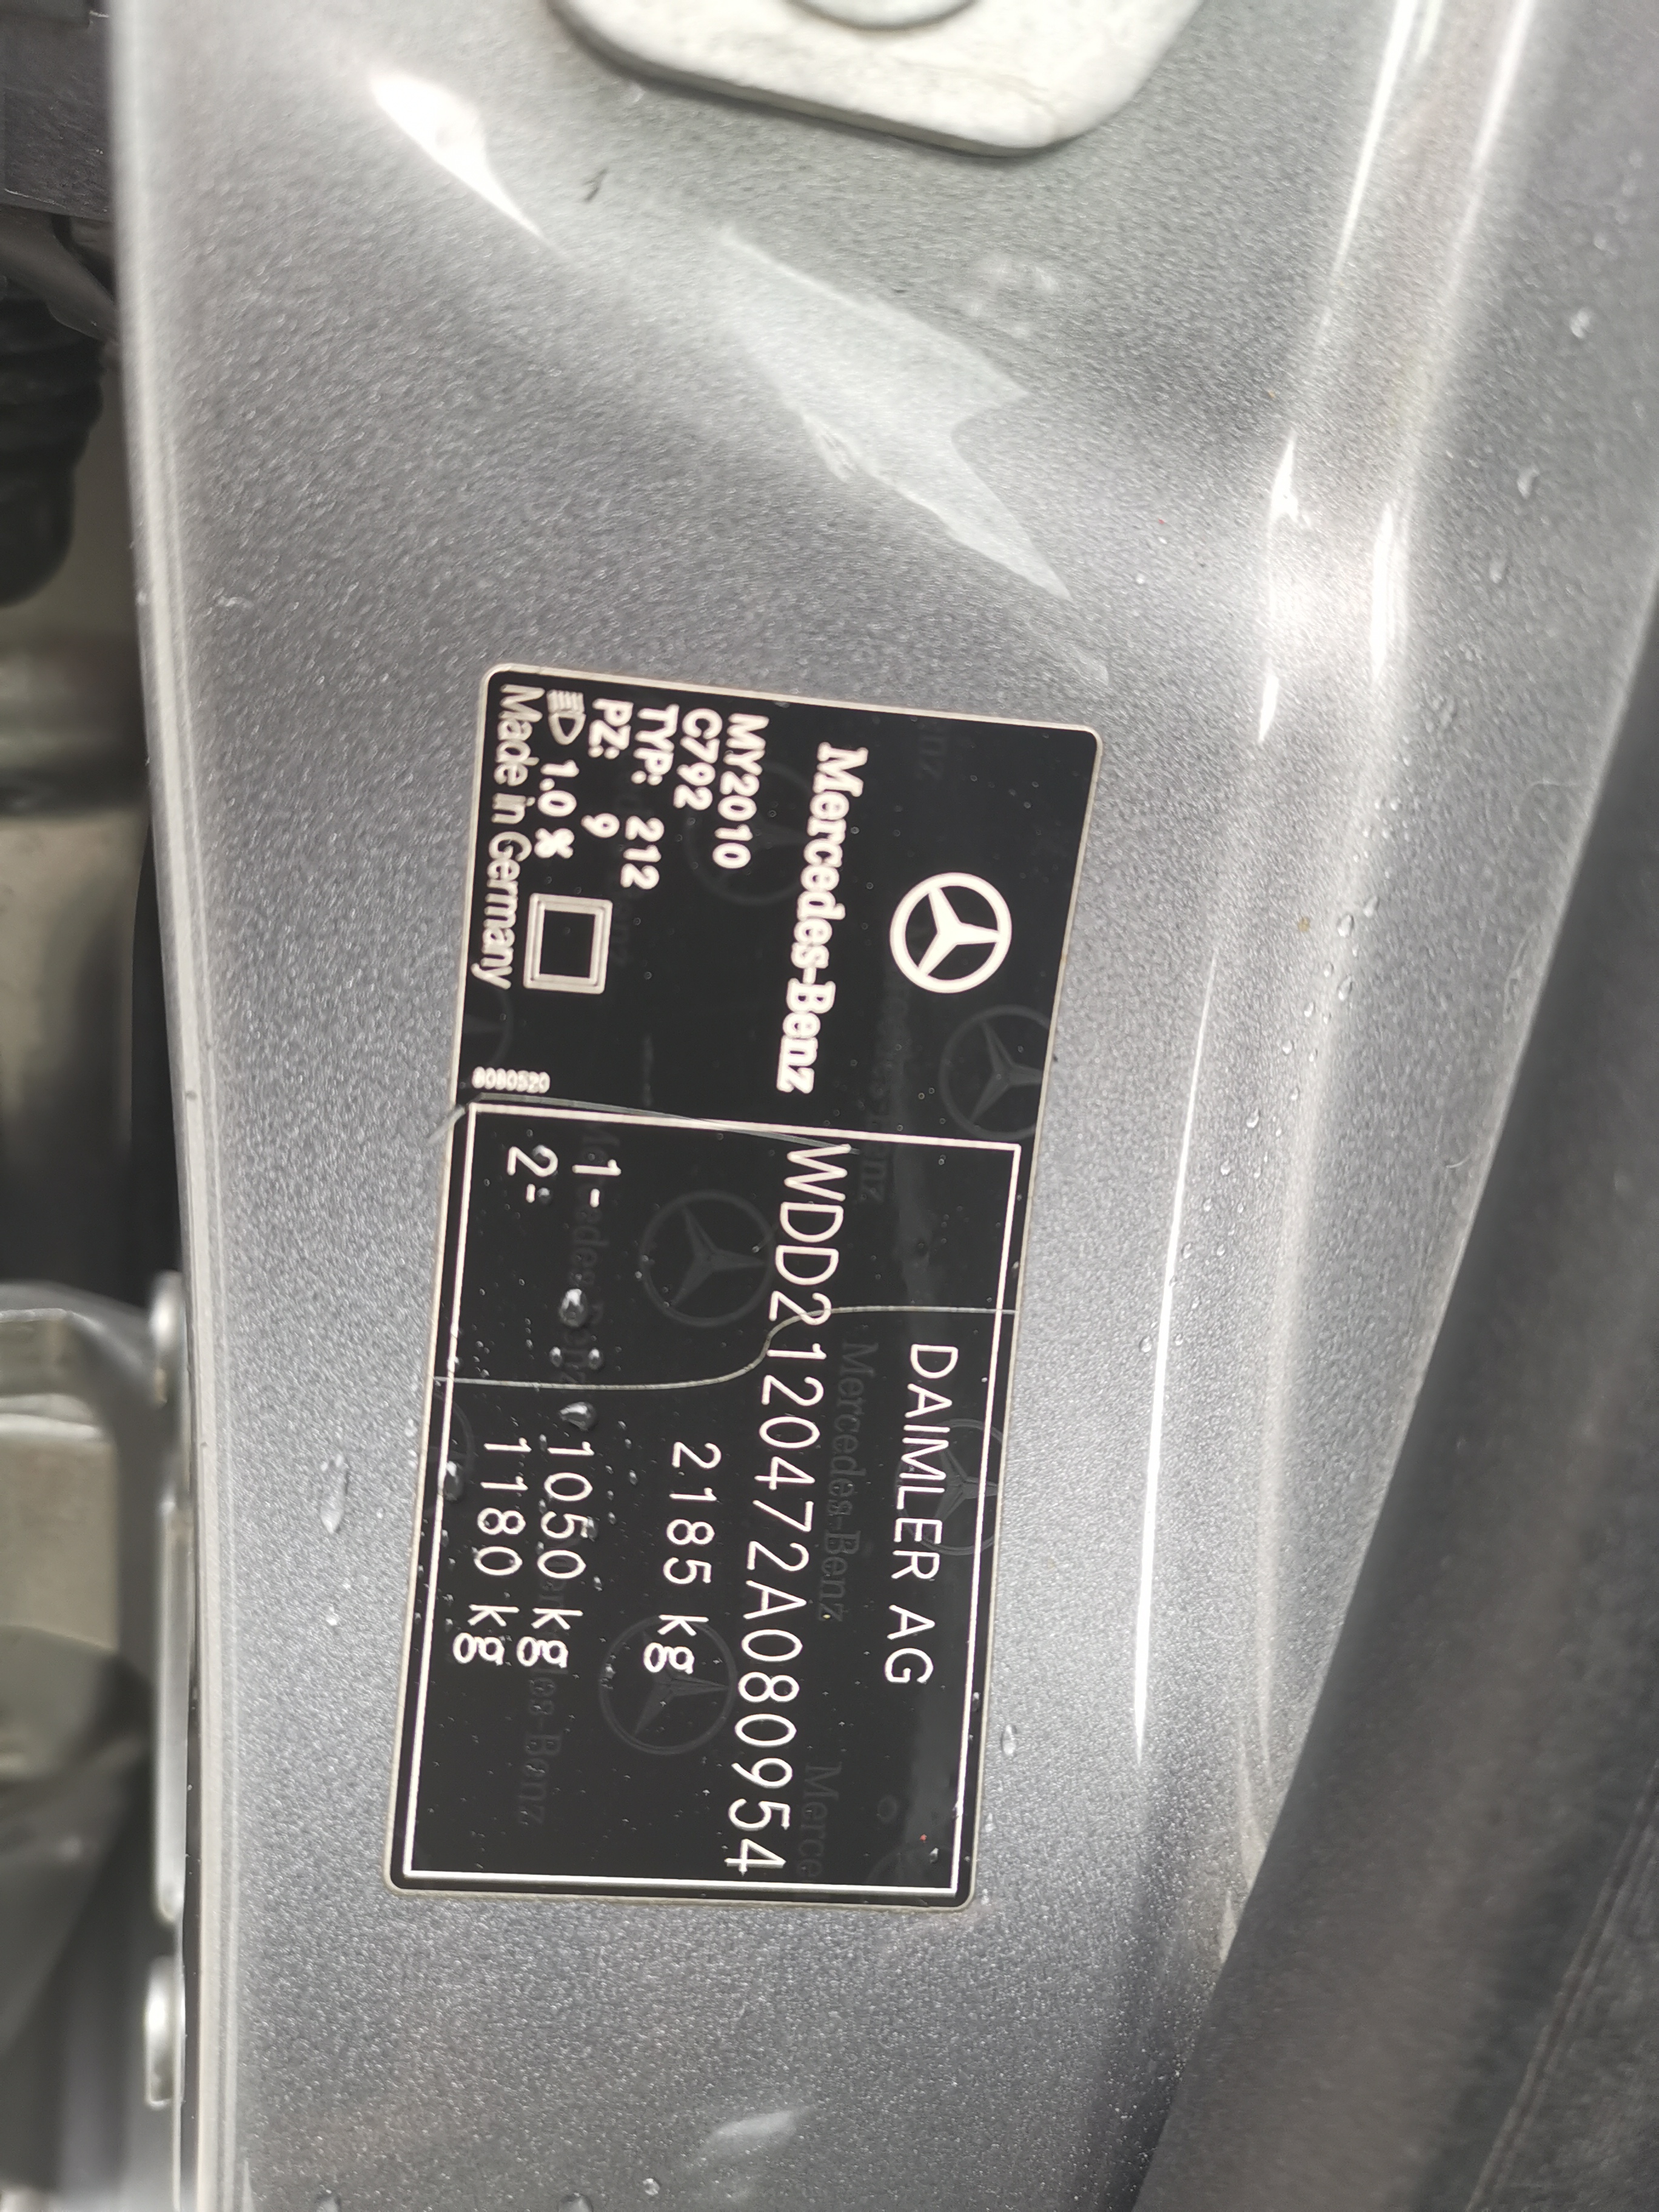 Mercedes-Benz
MY2010
C792
TYP: 212
PZ: 9
1.0%
Made in Germany
8080520
DAIMLER AG
WDD2120472A080954
2185 kg
1- 1050 kg
2- 1180 kg